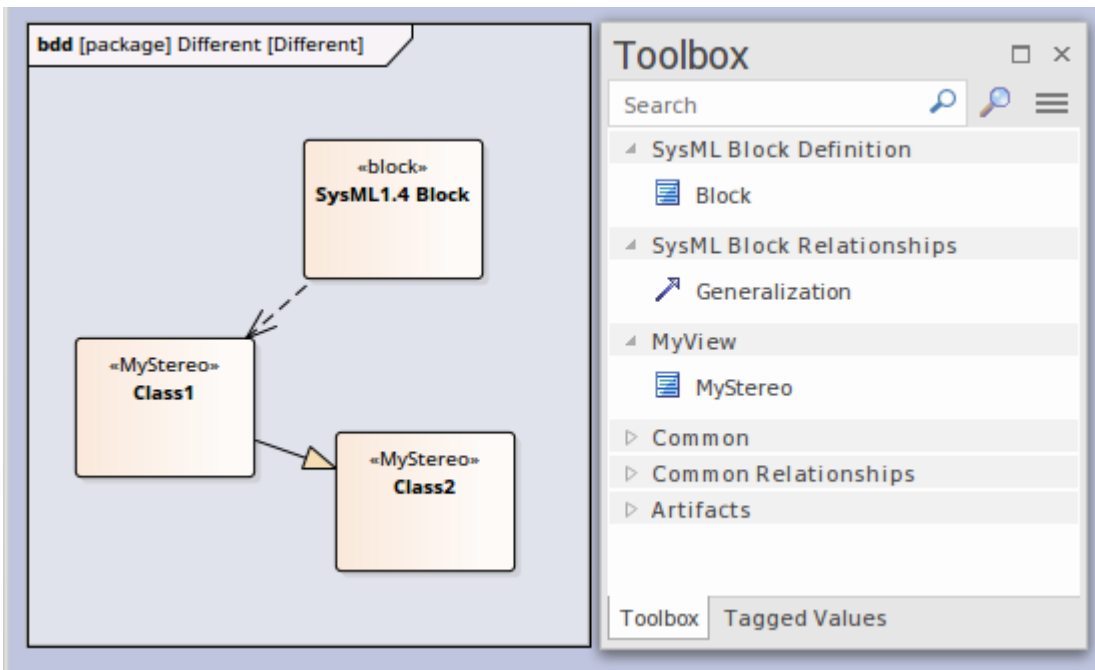 bdd [package] Different [Different]
«block»
SysML1.4 Block
«MyStereo»
Class1
«MyStereo»
Class2
Toolbox
Search
SysML Block Definition
Block
SysML Block Relationships
Generalization
MyView
MyStereo
Common
Common Relationships
Artifacts
Toolbox Tagged Values